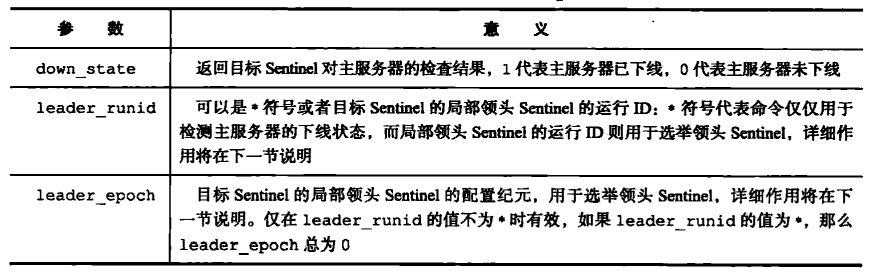 参 数 意 义
down_state 返回目标 Sentinel 对主服务器的检查结果，1 代表主服务器已下线，0 代表主服务器未下线
leader_runid 可以是 * 符号或者目标 Sentinel 的局部领头 Sentinel 的运行 ID：* 符号代表命令仅仅用于
检测主服务器的下线状态，而局部领头 Sentinel 的运行 ID 则用于选举领头 Sentinel，详细作
用将在下一节说明
leader_epoch 目标 Sentinel 的局部领头 Sentinel 的配置纪元，用于选举领头 Sentinel，详细作用将在下
一节说明。仅在 leader_runid 的值不为 * 时有效，如果 leader_runid 的值为 *，那么
leader_epoch 总为 0